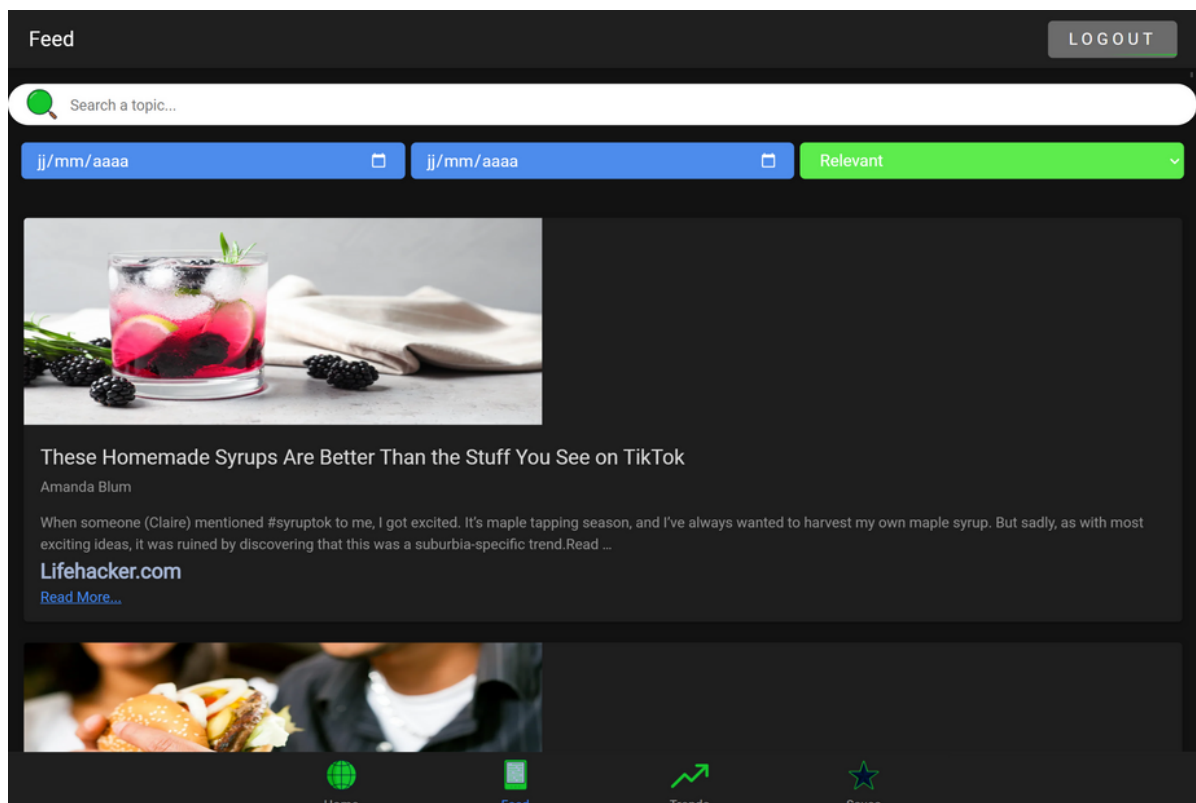 Feed
LOGOUT
Search a topic...
jj/mm/aaaa
jj/mm/aaaa
Relevant
These Homemade Syrups Are Better Than the Stuff You See on TikTok
Amanda Blum
When someone (Claire) mentioned #syruptok to me, I got excited. It's maple tapping season, and I've always wanted to harvest my own maple syrup. But sadly, as with most
exciting ideas, it was ruined by discovering that this was a suburbia-specific trend.Read ...
Lifehacker.com
Read More...
Home
Feed
Trends